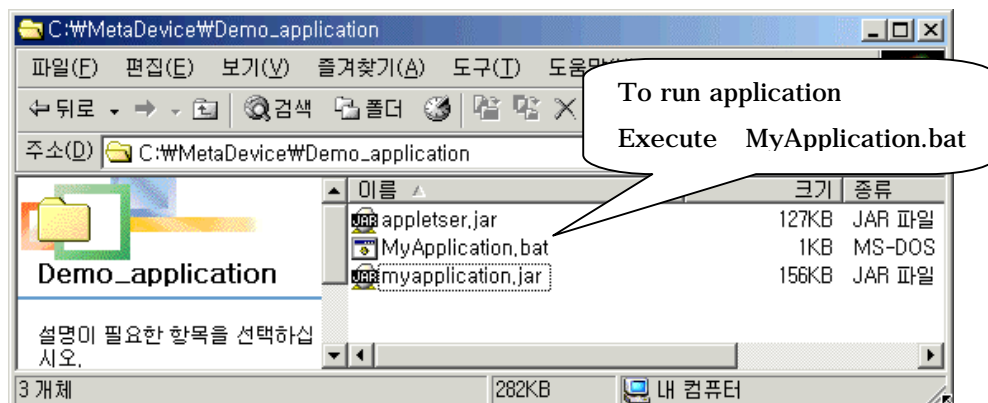 C:₩MetaDevice₩Demo_application
파일(F) 편집(E) 보기(V) 즐겨찾기(A) 도구(T)
뒤로 검색 폴더
주소(D) C:₩MetaDevice₩Demo_application
To run application
Execute MyApplication.bat
이름 크기 종류
appletser.jar 127KB JAR 파일
MyApplication.bat 1KB MS-DOS
myapplication.jar 156KB JAR 파일
Demo_application
설명이 필요한 항목을 선택하십
시오.
3 개체 282KB 내 컴퓨터